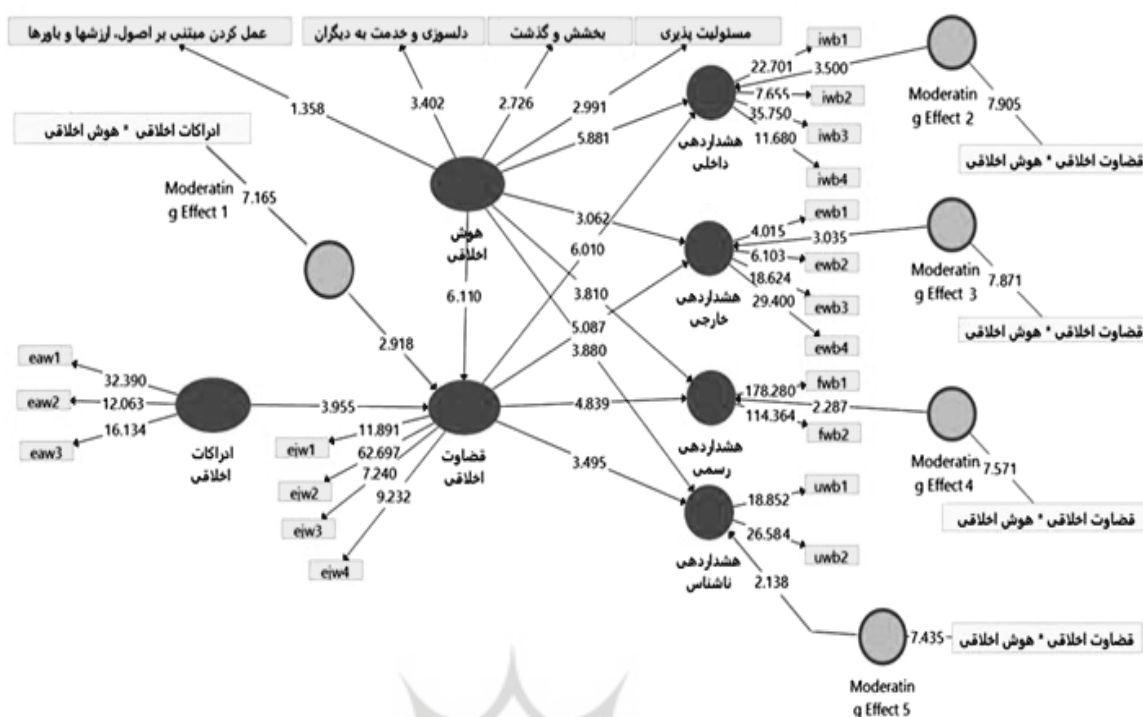 عمل کردن مبتنی بر اصول، ارزشها و باورها
دلسوزی و خدمت به دیگران
بخشش و گذشت
مسئولیت پذیری
1.358
3.402
2.726
2.991
5.881
ادراکات اخلاقی * هوش اخلاقی
7.165
Moderatin
g Effect 1
2.918
هوش
اخلاقی
6.110
3.062
3.810
3.880
6.010
5.087
4.839
3.495
eaw1
eaw2
eaw3
32.390
12.063
16.134
ادراکات
اخلاقی
3.955
قضاوت
اخلاقی
11.891
62.697
7.240
9.232
ejw1
ejw2
ejw3
ejw4
هشداردهی
داخلی
22.701
7.655
35.750
11.680
iwb1
iwb2
iwb3
iwb4
3.500
Moderatin
g Effect 2
7.905
قضاوت اخلاقی * هوش اخلاقی
هشداردهی
خارجی
4.015
6.103
18.624
29.400
ewb1
ewb2
ewb3
ewb4
3.035
Moderatin
g Effect 3
7.871
قضاوت اخلاقی * هوش اخلاقی
هشداردهی
رسمی
178.280
114.364
fwb1
fwb2
2.287
Moderatin
g Effect 4
7.571
قضاوت اخلاقی * هوش اخلاقی
هشداردهی
ناشناس
18.852
26.584
uwb1
uwb2
2.138
7.435
قضاوت اخلاقی * هوش اخلاقی
Moderatin
g Effect 5